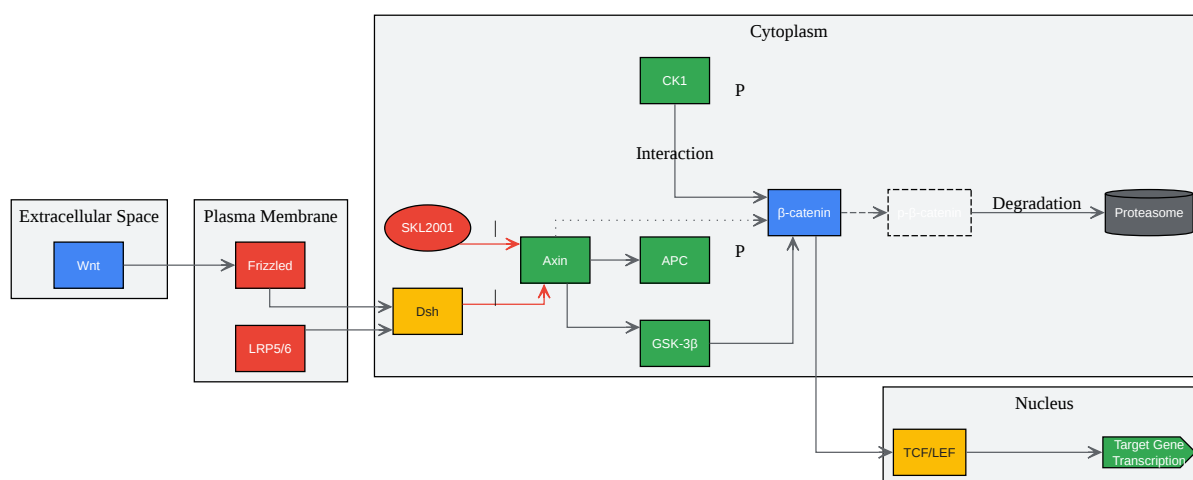 Cytoplasm
CK1
P
Interaction
Extracellular Space
Plasma Membrane
SKL2001
|
β-catenin
p-β-catenin
Degradation
Proteasome
Wnt
Frizzled
Axin
APC
P
Dsh
|
LRP5/6
GSK-3β
Nucleus
TCF/LEF
Target Gene
Transcription